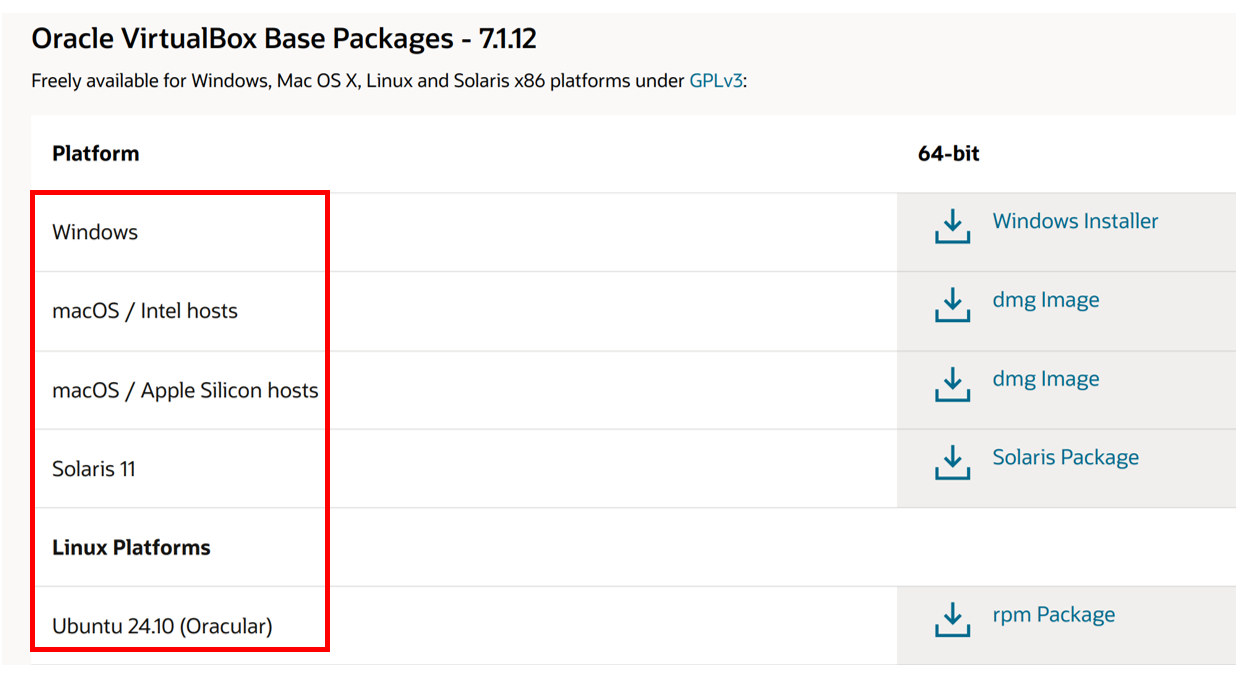 Oracle VirtualBox Base Packages - 7.1.12
Freely available for Windows, Mac OS X, Linux and Solaris x86 platforms under GPLv3:
Platform 64-bit
Windows Windows Installer
macOS / Intel hosts dmg Image
macOS / Apple Silicon hosts dmg Image
Solaris 11 Solaris Package
Linux Platforms
Ubuntu 24.10 (Oracular) rpm Package